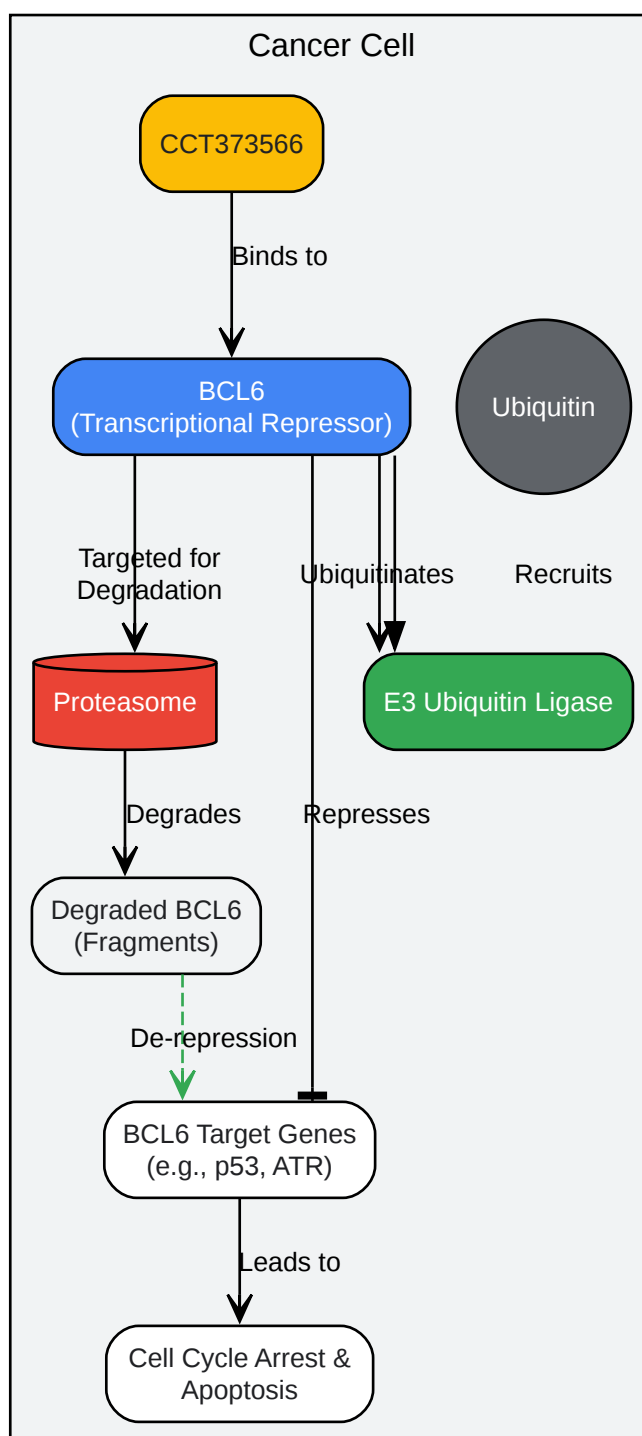 Cancer Cell
CCT373566
Binds to
BCL6
(Transcriptional Repressor)
Ubiquitin
Targeted for
Degradation
Ubiquitinates
Recruits
Proteasome
E3 Ubiquitin Ligase
Degrades
Represses
Degraded BCL6
(Fragments)
De-repression
BCL6 Target Genes
(e.g., p53, ATR)
Leads to
Cell Cycle Arrest &
Apoptosis